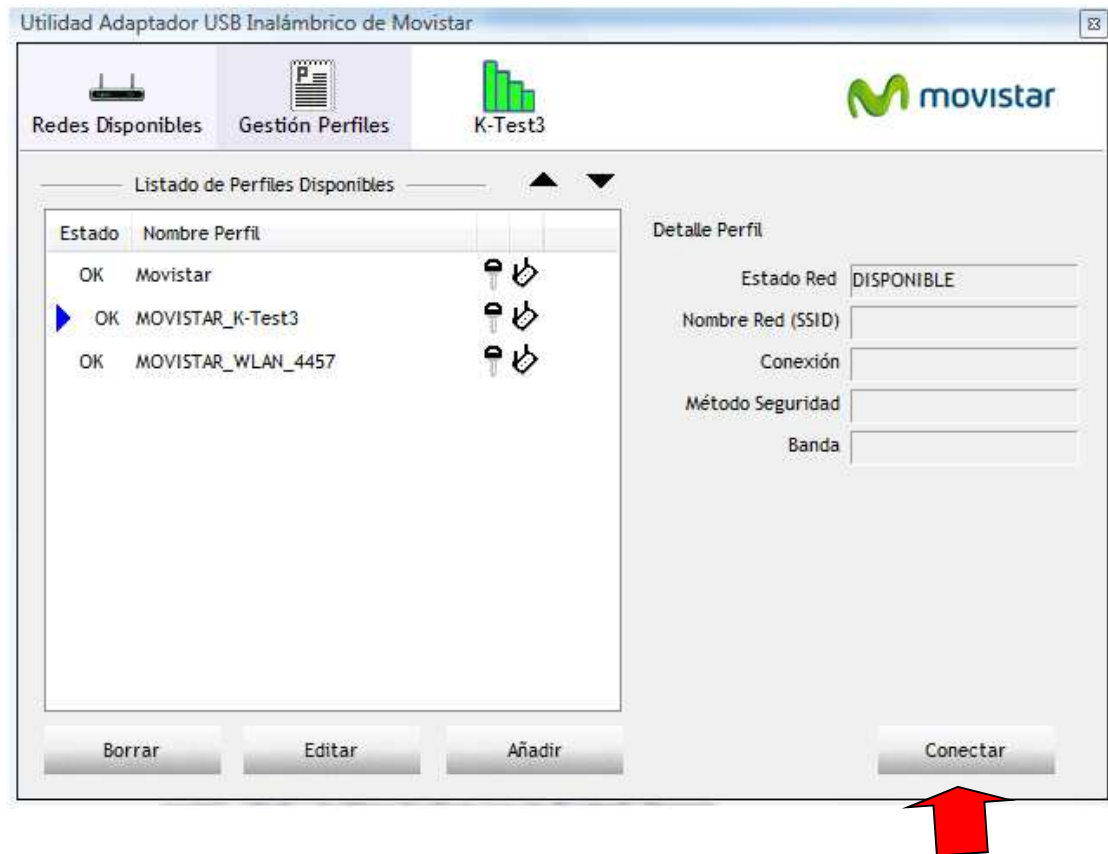 Utilidad Adaptador USB Inalámbrico de Movistar
Redes Disponibles
Gestión Perfiles
K-Test3
movistar
Listado de Perfiles Disponibles
Estado Nombre Perfil
OK Movistar
OK MOVISTAR_K-Test3
OK MOVISTAR_WLAN_4457
Detalle Perfil
Estado Red DISPONIBLE
Nombre Red (SSID)
Conexión
Método Seguridad
Banda
Borrar
Editar
Añadir
Conectar